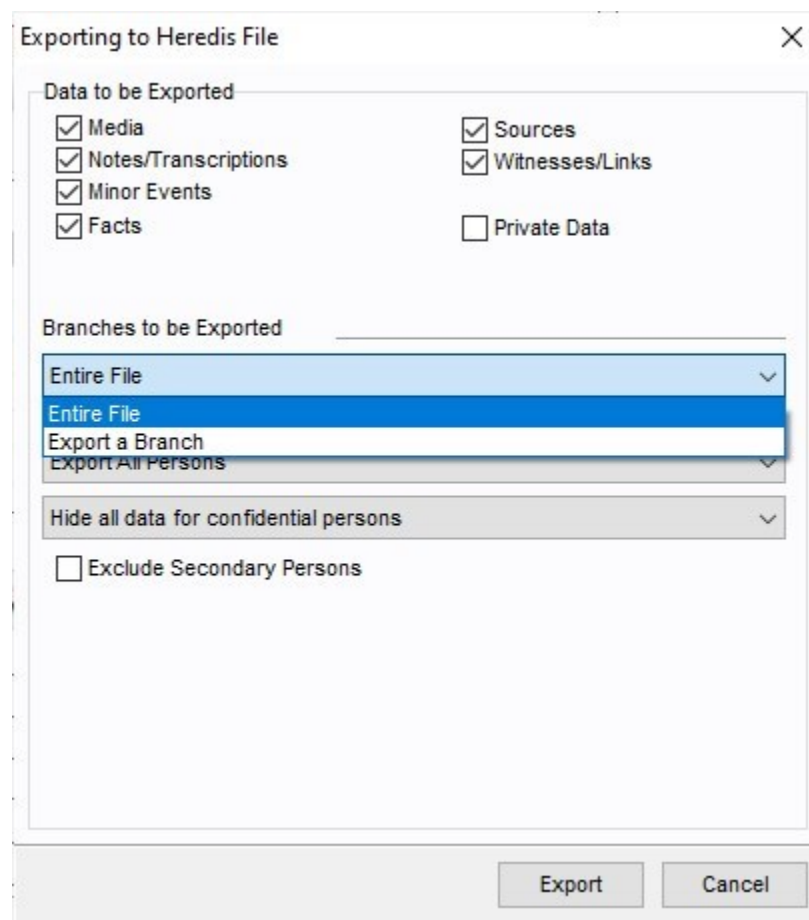 Exporting to Heredis File
Data to be Exported
Media
Sources
Notes/Transcriptions
Witnesses/Links
Minor Events
Facts
Private Data
Branches to be Exported
Entire File
Entire File
Export a Branch
Export All Persons
Hide all data for confidential persons
Exclude Secondary Persons
Export
Cancel